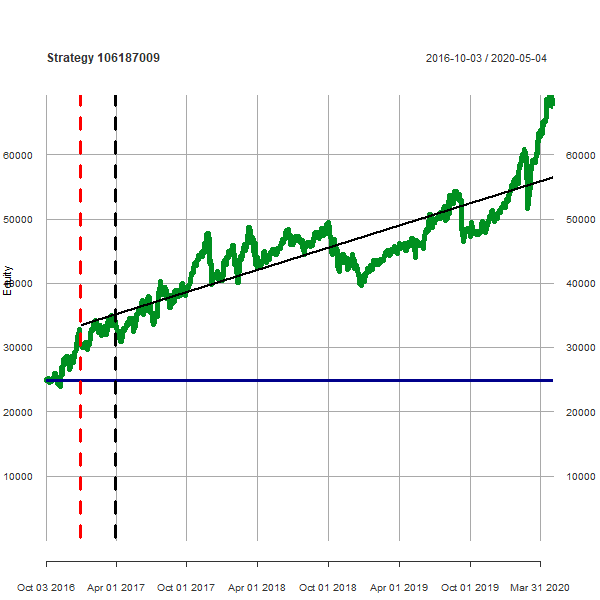 Strategy 106187009
2016-10-03 / 2020-05-04
60000
60000
50000
50000
Equity
40000
40000
30000
30000
20000
20000
10000
10000
Oct 03 2016
Apr 01 2017
Oct 01 2017
Apr 01 2018
Oct 01 2018
Apr 01 2019
Oct 01 2019
Mar 31 2020